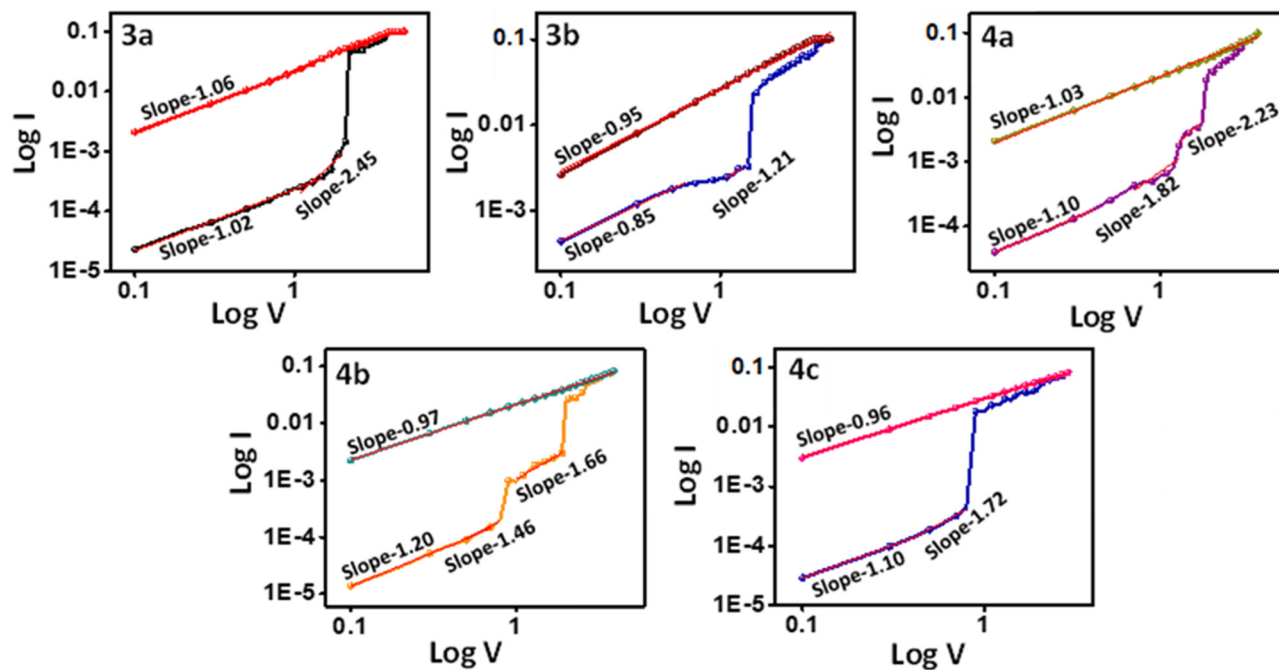 3a
0.1
0.01
1E-3
1E-4
1E-5
Log I
Slope-1.06
Slope-2.45
Slope-1.02
0.1
1
Log V
3b
0.1
0.01
1E-3
Log I
Slope-0.95
Slope-1.21
Slope-0.85
0.1
1
Log V
4a
0.1
0.01
1E-3
1E-4
Log I
Slope-1.03
Slope-2.23
Slope-1.82
Slope-1.10
0.1
1
Log V
4b
0.1
0.01
1E-3
1E-4
1E-5
Log I
Slope-0.97
Slope-1.66
Slope-1.46
Slope-1.20
0.1
1
Log V
4c
0.1
0.01
1E-3
1E-4
1E-5
Log I
Slope-0.96
Slope-1.72
Slope-1.10
0.1
1
Log V